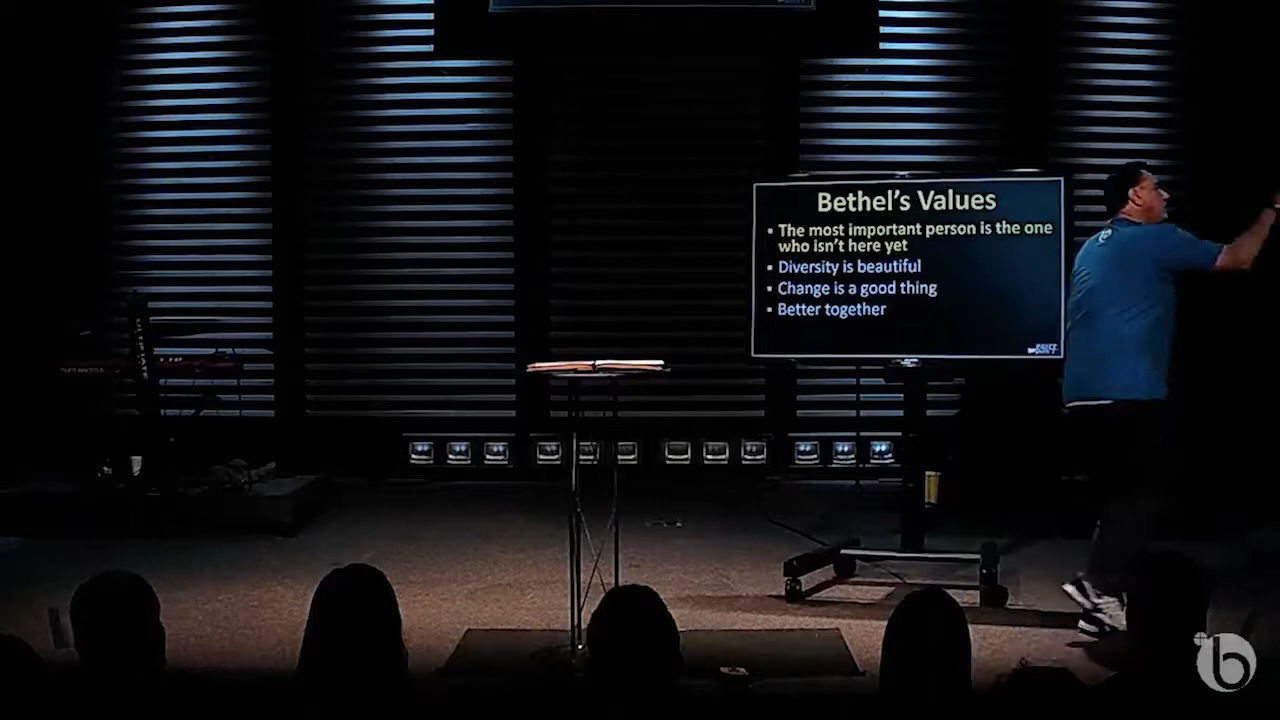 Bethel's Values
▪ The most important person is the one
who isn't here yet
▪ Diversity is beautiful
▪ Change is a good thing
▪ Better together
b